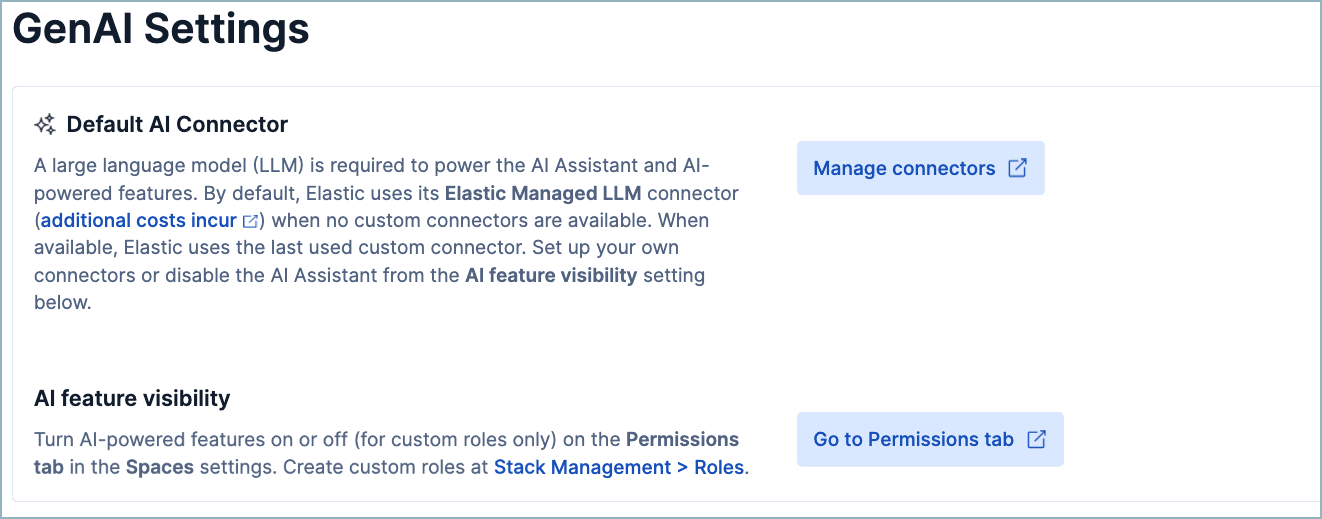 GenAI Settings
Default AI Connector
A large language model (LLM) is required to power the AI Assistant and AI-
powered features. By default, Elastic uses its Elastic Managed LLM connector
(additional costs incur) when no custom connectors are available. When
available, Elastic uses the last used custom connector. Set up your own
connectors or disable the AI Assistant from the AI feature visibility setting
below.
Manage connectors
AI feature visibility
Turn AI-powered features on or off (for custom roles only) on the Permissions
tab in the Spaces settings. Create custom roles at Stack Management > Roles.
Go to Permissions tab